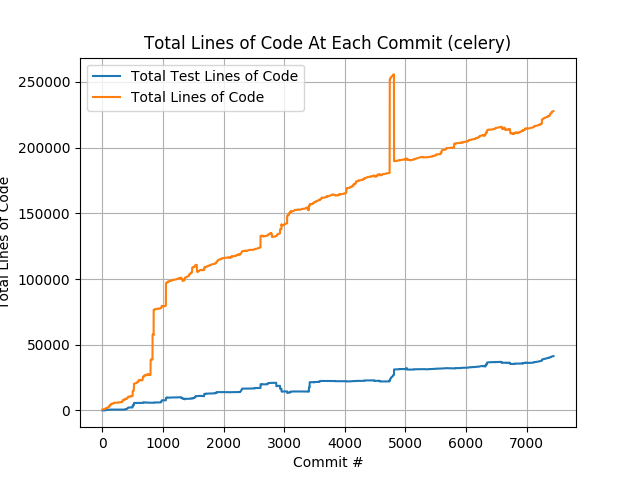 Total Lines of Code At Each Commit (celery)
Total Test Lines of Code
Total Lines of Code
250000
200000
150000
100000
50000
0
Total Lines of Code
0 1000 2000 3000 4000 5000 6000 7000
Commit #